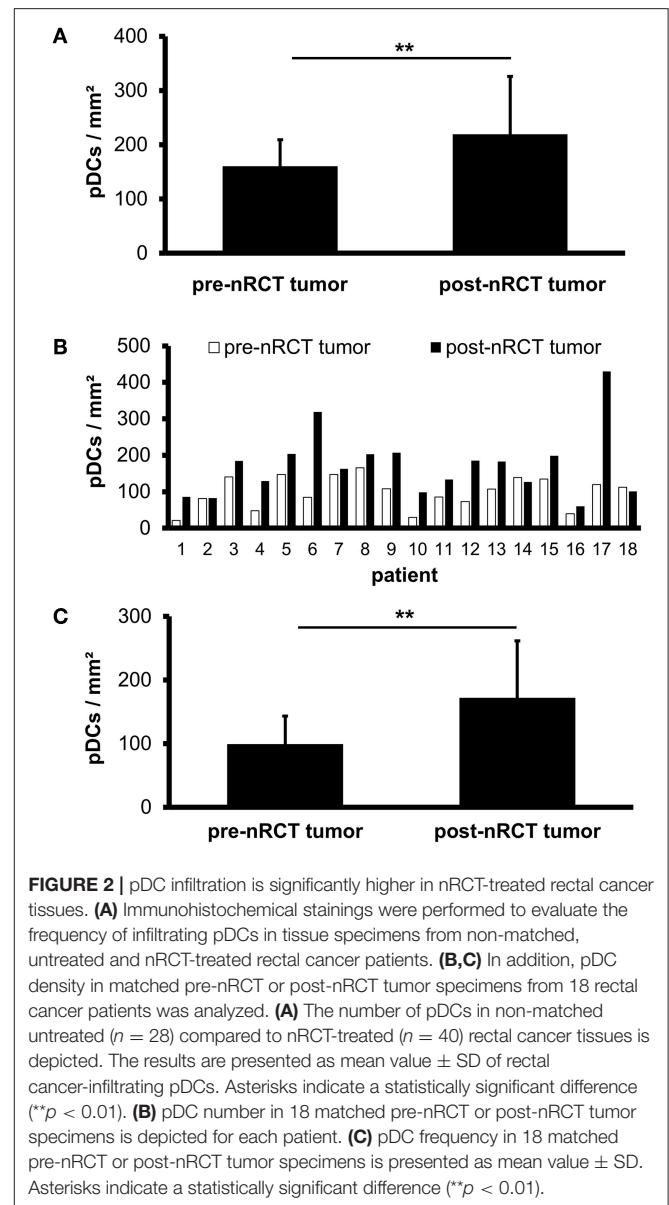 A
400
300
200
100
0
pDCs / mm²
**
pre-nRCT tumor post-nRCT tumor
B
500
400
300
200
100
0
pDCs / mm²
pre-nRCT tumor post-nRCT tumor
1 2 3 4 5 6 7 8 9 10 11 12 13 14 15 16 17 18
patient
C
300
200
100
0
pDCs / mm²
**
pre-nRCT tumor post-nRCT tumor
FIGURE 2 | pDC infiltration is significantly higher in nRCT-treated rectal cancer
tissues. (A) Immunohistochemical stainings were performed to evaluate the
frequency of infiltrating pDCs in tissue specimens from non-matched,
untreated and nRCT-treated rectal cancer patients. (B,C) In addition, pDC
density in matched pre-nRCT or post-nRCT tumor specimens from 18 rectal
cancer patients was analyzed. (A) The number of pDCs in non-matched
untreated (n = 28) compared to nRCT-treated (n = 40) rectal cancer tissues is
depicted. The results are presented as mean value ± SD of rectal
cancer-infiltrating pDCs. Asterisks indicate a statistically significant difference
(**p < 0.01). (B) pDC number in 18 matched pre-nRCT or post-nRCT tumor
specimens is depicted for each patient. (C) pDC frequency in 18 matched
pre-nRCT or post-nRCT tumor specimens is presented as mean value ± SD.
Asterisks indicate a statistically significant difference (**p < 0.01).